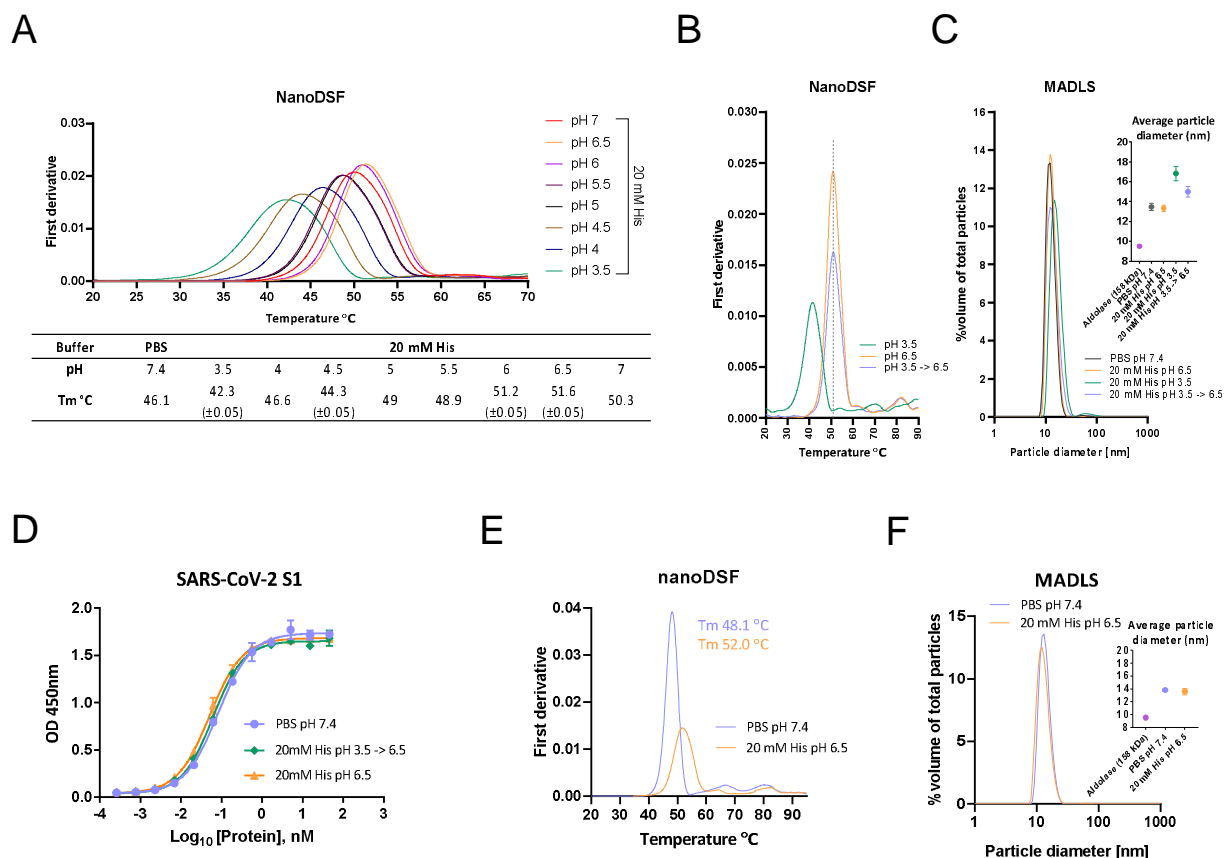 A
NanoDSF
First derivative
0.03
0.02
0.01
0.00
20 25 30 35 40 45 50 55 60 65 70
Temperature °C
pH 7
pH 6.5
pH 6
pH 5.5
pH 5
pH 4.5
pH 4
pH 3.5
20 mM His
Buffer PBS 20 mM His
pH 7.4 3.5 4 4.5 5 5.5 6 6.5 7
Tm °C 46.1 42.3 (±0.05) 46.6 44.3 (±0.05) 49 48.9 51.2 (±0.05) 51.6 (±0.05) 50.3
B
NanoDSF
First derivative
0.030
0.025
0.020
0.015
0.010
0.005
0.000
20 30 40 50 60 70 80 90
Temperature °C
pH 3.5
pH 6.5
pH 3.5 -> 6.5
C
MADLS
%volume of total particles
16
14
12
10
8
6
4
2
0
1 10 100 1000
Particle diameter [nm]
PBS pH 7.4
20 mM His pH 6.5
20 mM His pH 3.5
20 mM His pH 3.5 -> 6.5
Average particle
diameter (nm)
20
18
16
14
12
10
8
Aldolase (158 kDa)
PBS pH 7.4
20 mM His pH 6.5
20 mM His pH 3.5
20 mM His pH 3.5 -> 6.5
D
SARS-CoV-2 S1
OD 450nm
2.0
1.5
1.0
0.5
0.0
-4 -3 -2 -1 0 1 2 3
Log10 [Protein], nM
PBS pH 7.4
20mM His pH 3.5 -> 6.5
20mM His pH 6.5
E
nanoDSF
First derivative
0.04
0.03
0.02
0.01
0.00
20 30 40 50 60 70 80 90
Temperature °C
Tm 48.1 °C
Tm 52.0 °C
PBS pH 7.4
20 mM His pH 6.5
F
MADLS
% volume of total particles
15
10
5
0
1 10 100 1000
Particle diameter [nm]
PBS pH 7.4
20 mM His pH 6.5
Average particle
diameter (nm)
20
18
16
14
12
10
8
Aldolase (158 kDa)
PBS pH 7.4
20 mM His pH 6.5